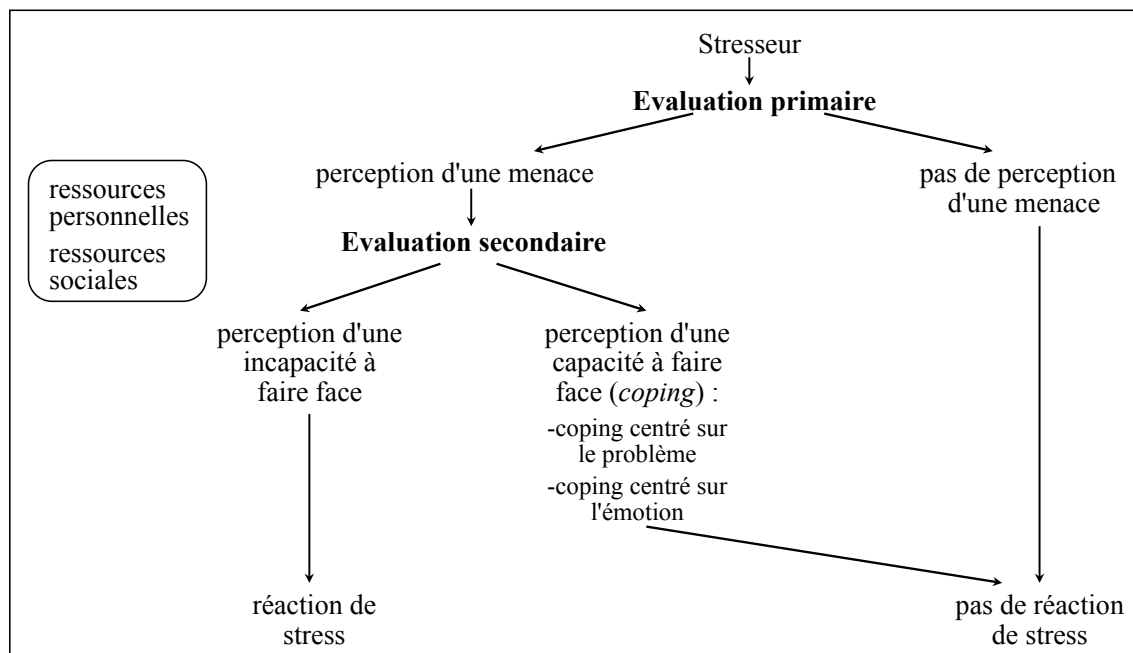 Stresseur
Evaluation primaire
perception d'une menace
pas de perception
d'une menace
ressources
personnelles
ressources
sociales
Evaluation secondaire
perception d'une
incapacité à
faire face
perception d'une
capacité à faire
face (coping) :
-coping centré sur
le problème
-coping centré sur
l'émotion
réaction de
stress
pas de réaction
de stress